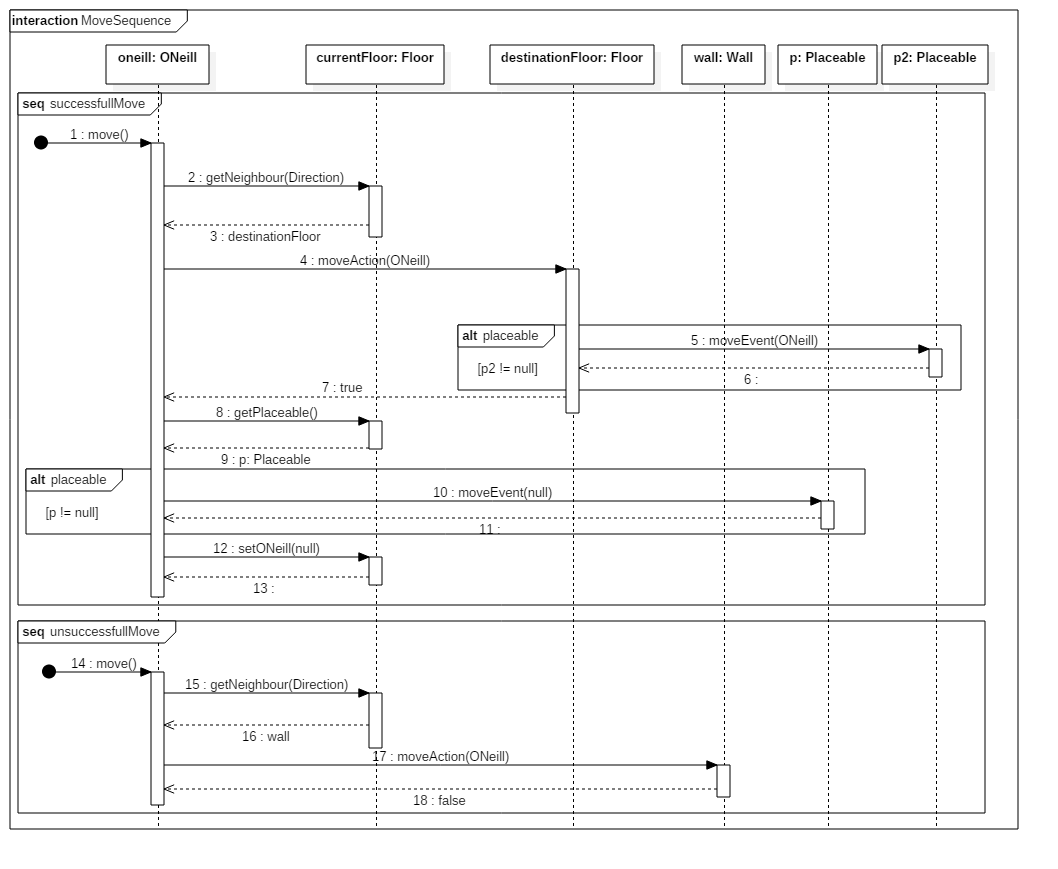 interaction MoveSequence
oneill: ONeill
currentFloor: Floor
destinationFloor: Floor
wall: Wall
p: Placeable
p2: Placeable
seq successfullMove
1 : move()
2 : getNeighbour(Direction)
3 : destinationFloor
4 : moveAction(ONeill)
alt placeable
5 : moveEvent(ONeill)
[p2 != null]
6 :
7 : true
8 : getPlaceable()
9 : p: Placeable
alt placeable
10 : moveEvent(null)
[p != null]
11 :
12 : setONeill(null)
13 :
seq unsuccessfullMove
14 : move()
15 : getNeighbour(Direction)
16 : wall
17 : moveAction(ONeill)
18 : false